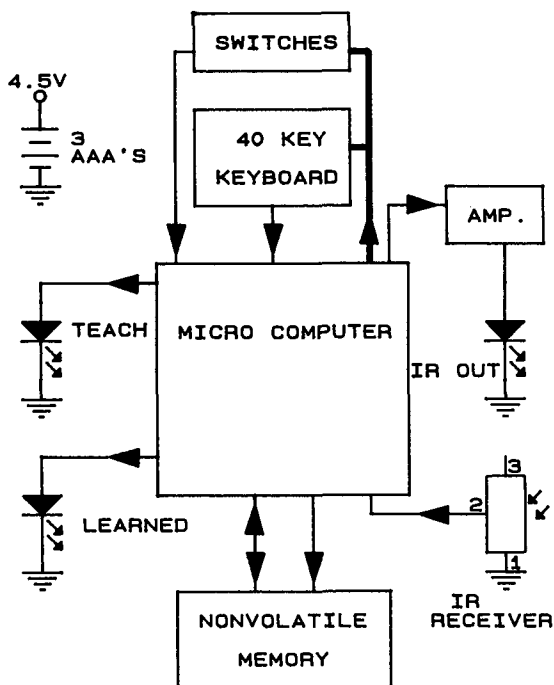 SWITCHES
4.5V
3
AAA'S
40 KEY
KEYBOARD
AMP.
TEACH
MICRO COMPUTER
IR OUT
3
2
1
LEARNED
IR
RECEIVER
NONVOLATILE
MEMORY